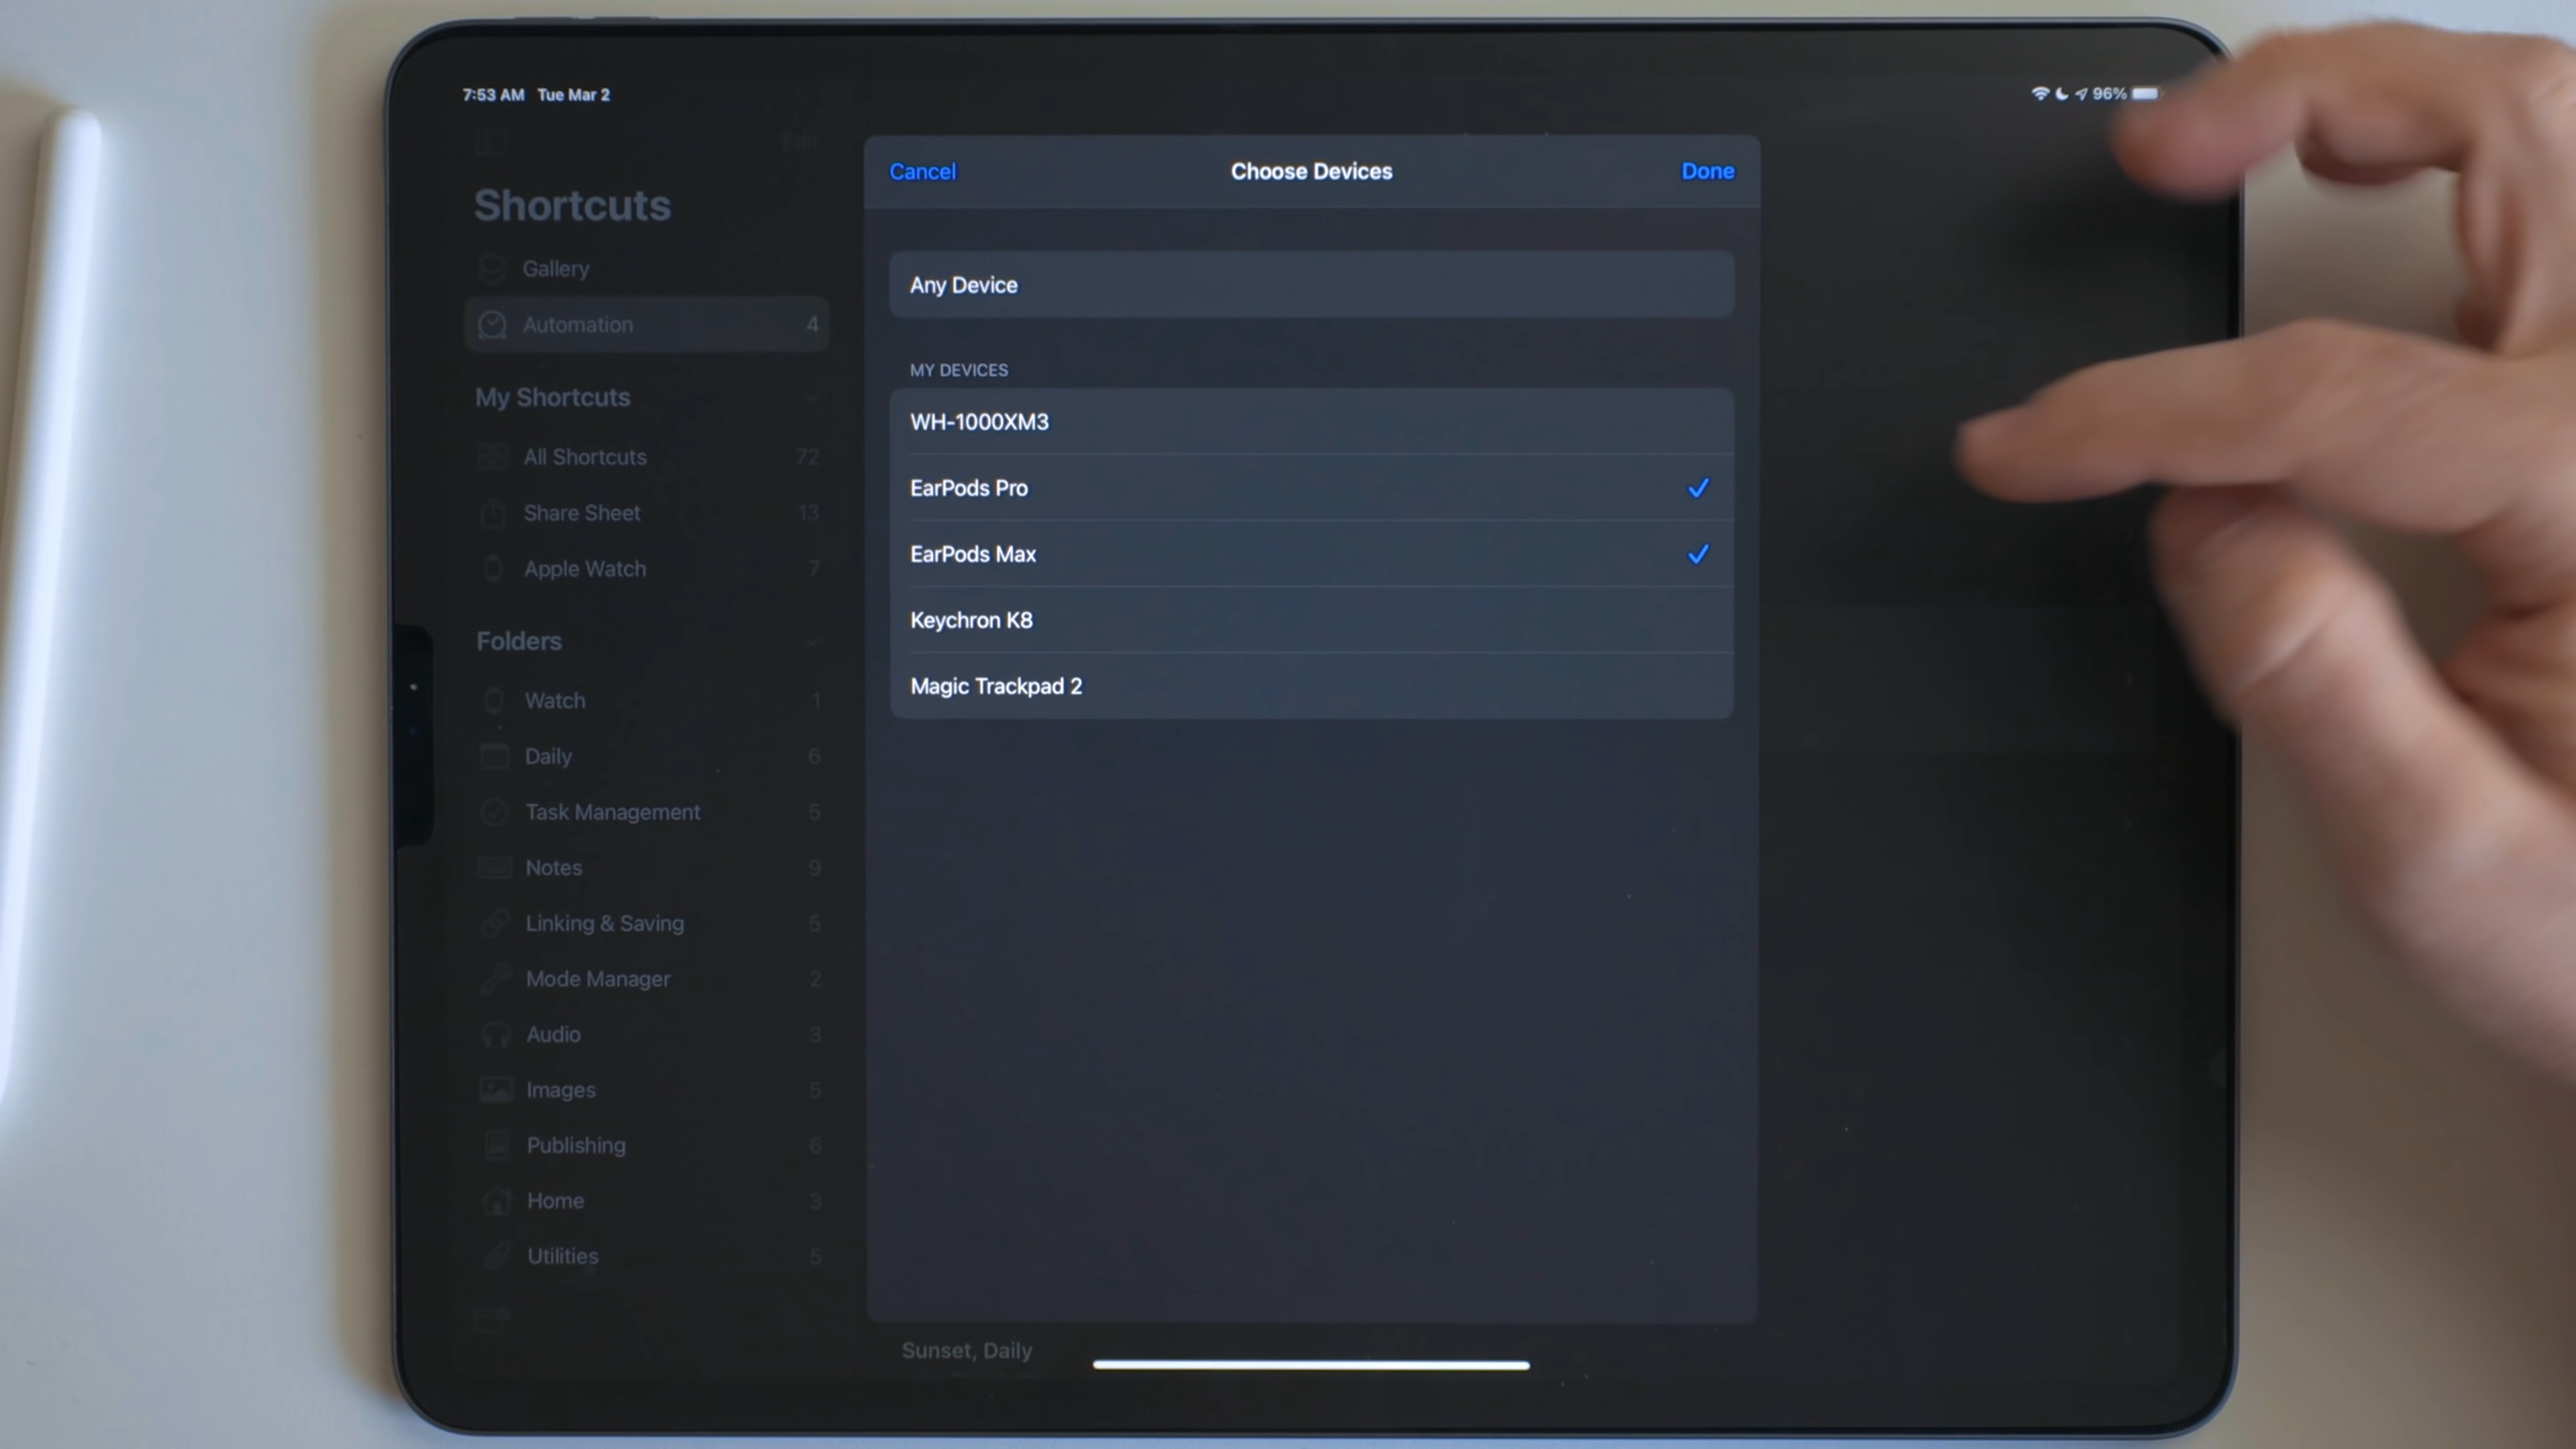 7:53 AM Tue Mar 2
96%
Edit
Shortcuts
Gallery
Automation 4
My Shortcuts
All Shortcuts 72
Share Sheet 13
Apple Watch 7
Folders
Watch 1
Daily 6
Task Management 5
Notes 9
Linking & Saving 5
Mode Manager 2
Audio 3
Images 5
Publishing 6
Home 3
Utilities 5
Cancel Choose Devices Done
Any Device
MY DEVICES
WH-1000XM3
EarPods Pro
EarPods Max
Keychron K8
Magic Trackpad 2
Sunset, Daily